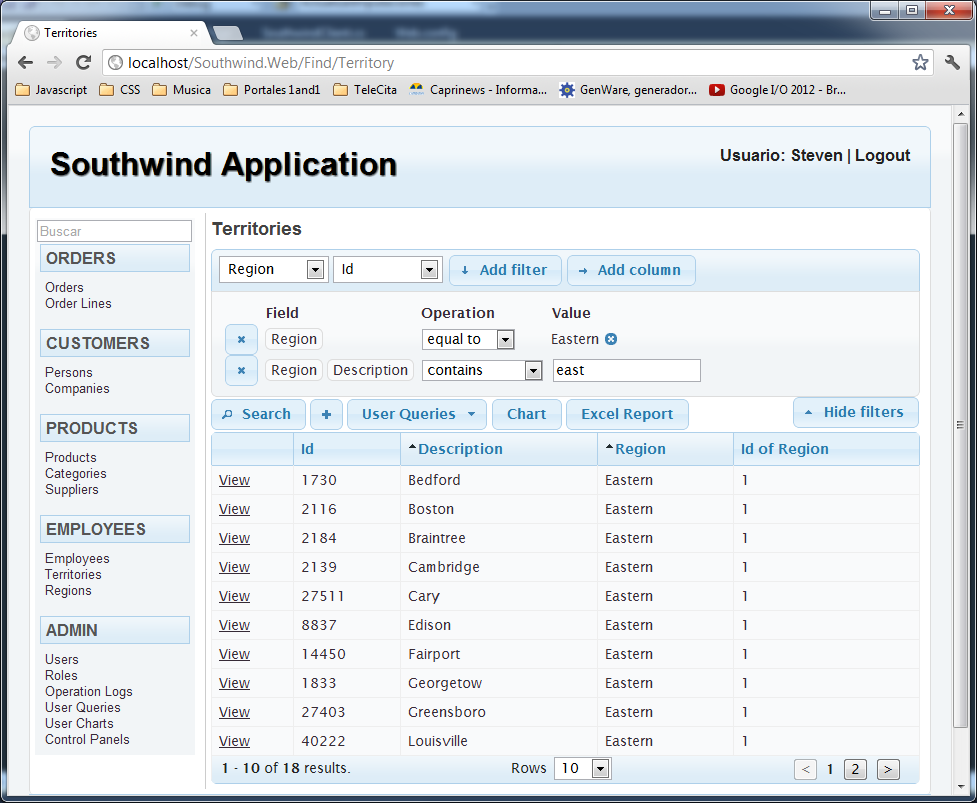 Territories
localhost/Southwind.Web/Find/Territory
Javascript CSS Musica Portales 1and1 TeleCita Caprinews - Informa... GenWare, generador... Google I/O 2012 - Br...
Southwind Application
Usuario: Steven | Logout
Buscar
ORDERS
Orders
Order Lines
CUSTOMERS
Persons
Companies
PRODUCTS
Products
Categories
Suppliers
EMPLOYEES
Employees
Territories
Regions
ADMIN
Users
Roles
Operation Logs
User Queries
User Charts
Control Panels
Territories
Region Id Add filter Add column
Field Operation Value
Region equal to Eastern
Region Description contains east
Search + User Queries Chart Excel Report Hide filters
Id Description Region Id of Region
View 1730 Bedford Eastern 1
View 2116 Boston Eastern 1
View 2184 Braintree Eastern 1
View 2139 Cambridge Eastern 1
View 27511 Cary Eastern 1
View 8837 Edison Eastern 1
View 14450 Fairport Eastern 1
View 1833 Georgetow Eastern 1
View 27403 Greensboro Eastern 1
View 40222 Louisville Eastern 1
1 - 10 of 18 results. Rows 10 < 1 2 >